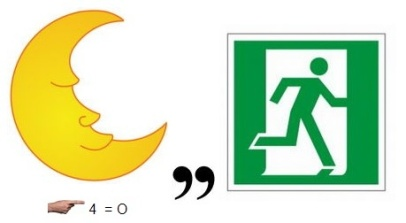 4 = O
,,